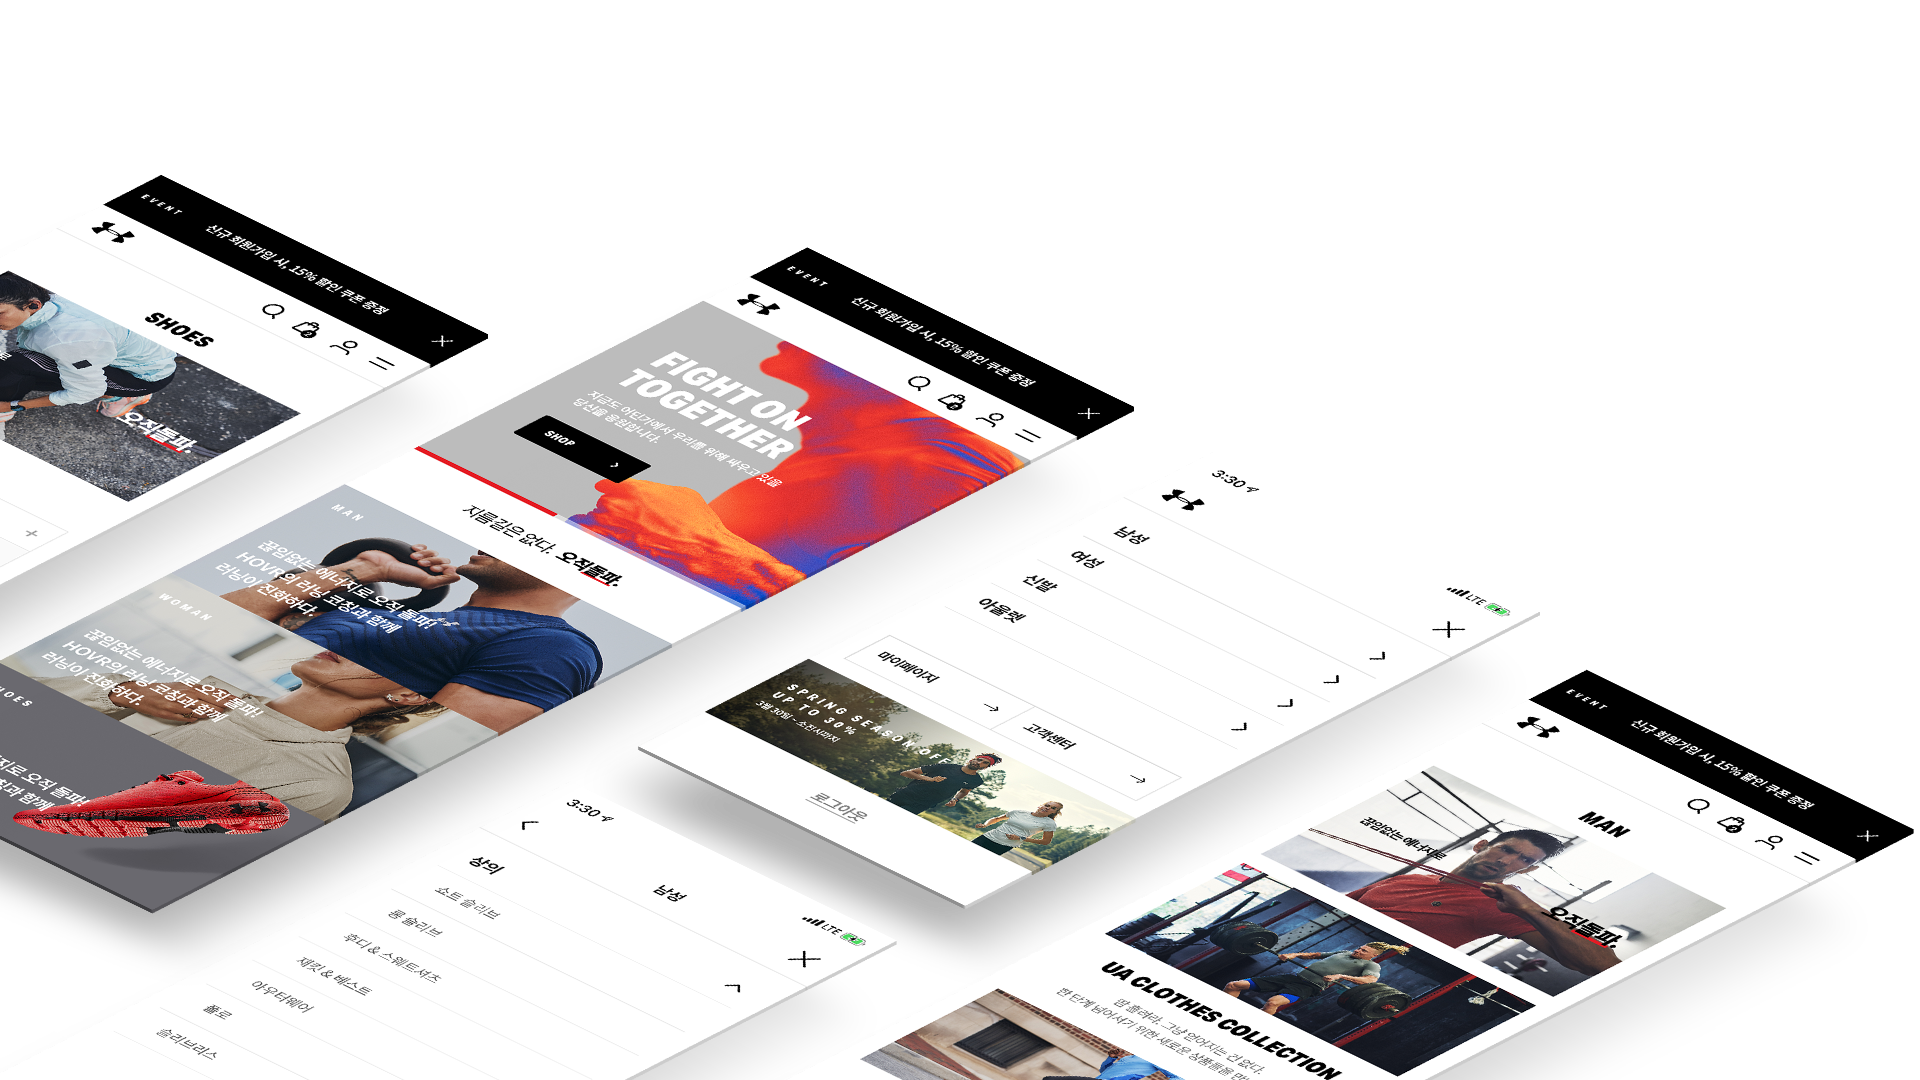 EVENT
신규 회원가입 시, 15% 할인 쿠폰 증정
SHOES
오직돌파.
EVENT
신규 회원가입 시, 15% 할인 쿠폰 증정
FIGHT ON
TOGETHER
지금도 어딘가에서 우리를 위해 싸우고 있을
당신을 응원합니다.
SHOP
지름길은 없다. 오직돌파.
MAN
끊임없는 에너지로 오직 돌파!
HOVR의 러닝 코칭과 함께
러닝이 진화하다.
WOMAN
끊임없는 에너지로 오직 돌파!
HOVR의 러닝 코칭과 함께
러닝이 진화하다.
오직 돌파!
함께
3:30
LTE
남성
여성
신발
아울렛
마이페이지
고객센터
SPRING SEASON
UP TO 30%
3월 30일 - 소진시까지
로그아웃
3:30
LTE
남성
상의
쇼트 슬리브
롱 슬리브
후디 & 스웨트셔츠
재킷 & 베스트
아우터웨어
폴로
슬리브리스
EVENT
신규 회원가입 시, 15% 할인 쿠폰 증정
MAN
끊임없는 에너지로
오직돌파.
UA CLOTHES COLLECTION
땀 흘려라. 그냥 얻어지는 건 없다.
한 단계 넘어서기 위한 새로운 상품들을